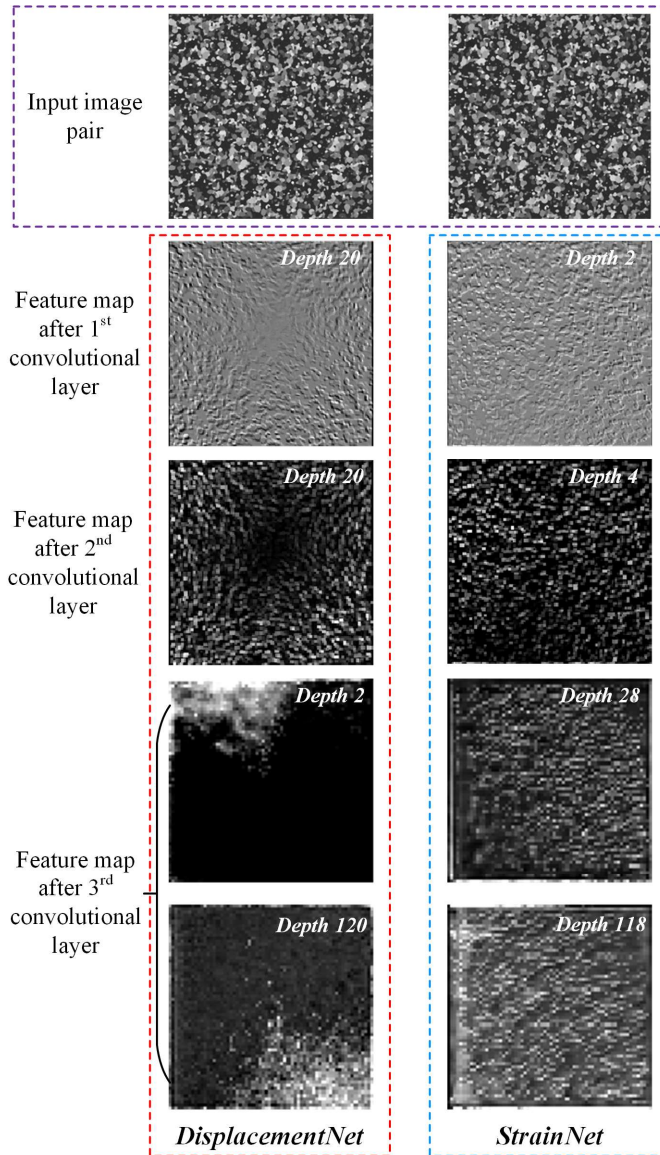 Input image
pair
Depth 20
Depth 2
Feature map
after 1st
convolutional
layer
Depth 20
Depth 4
Feature map
after 2nd
convolutional
layer
Depth 2
Depth 28
Feature map
after 3rd
convolutional
layer
Depth 120
Depth 118
DisplacementNet
StrainNet